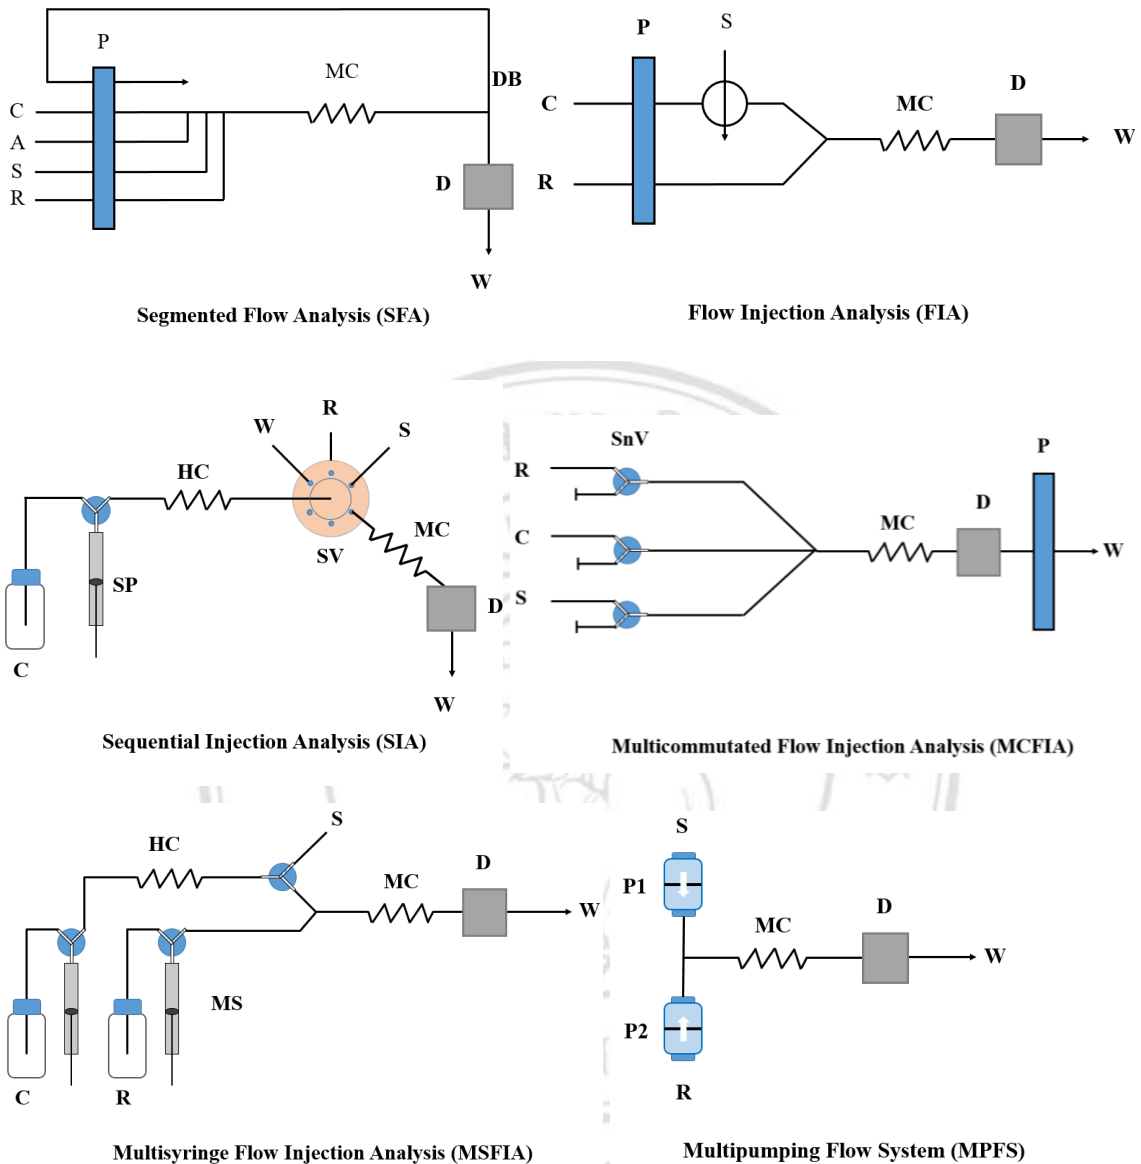 P
C
A
S
R
MC
DB
D
W
Segmented Flow Analysis (SFA)
P
S
C
R
MC
D
W
Flow Injection Analysis (FIA)
W
R
S
HC
SV
MC
SP
D
C
W
Sequential Injection Analysis (SIA)
SnV
P
R
C
S
MC
D
W
Multicommutated Flow Injection Analysis (MCFIA)
HC
S
MC
D
W
MS
C
R
Multisyringe Flow Injection Analysis (MSFIA)
S
P1
MC
D
W
P2
R
Multipumping Flow System (MPFS)